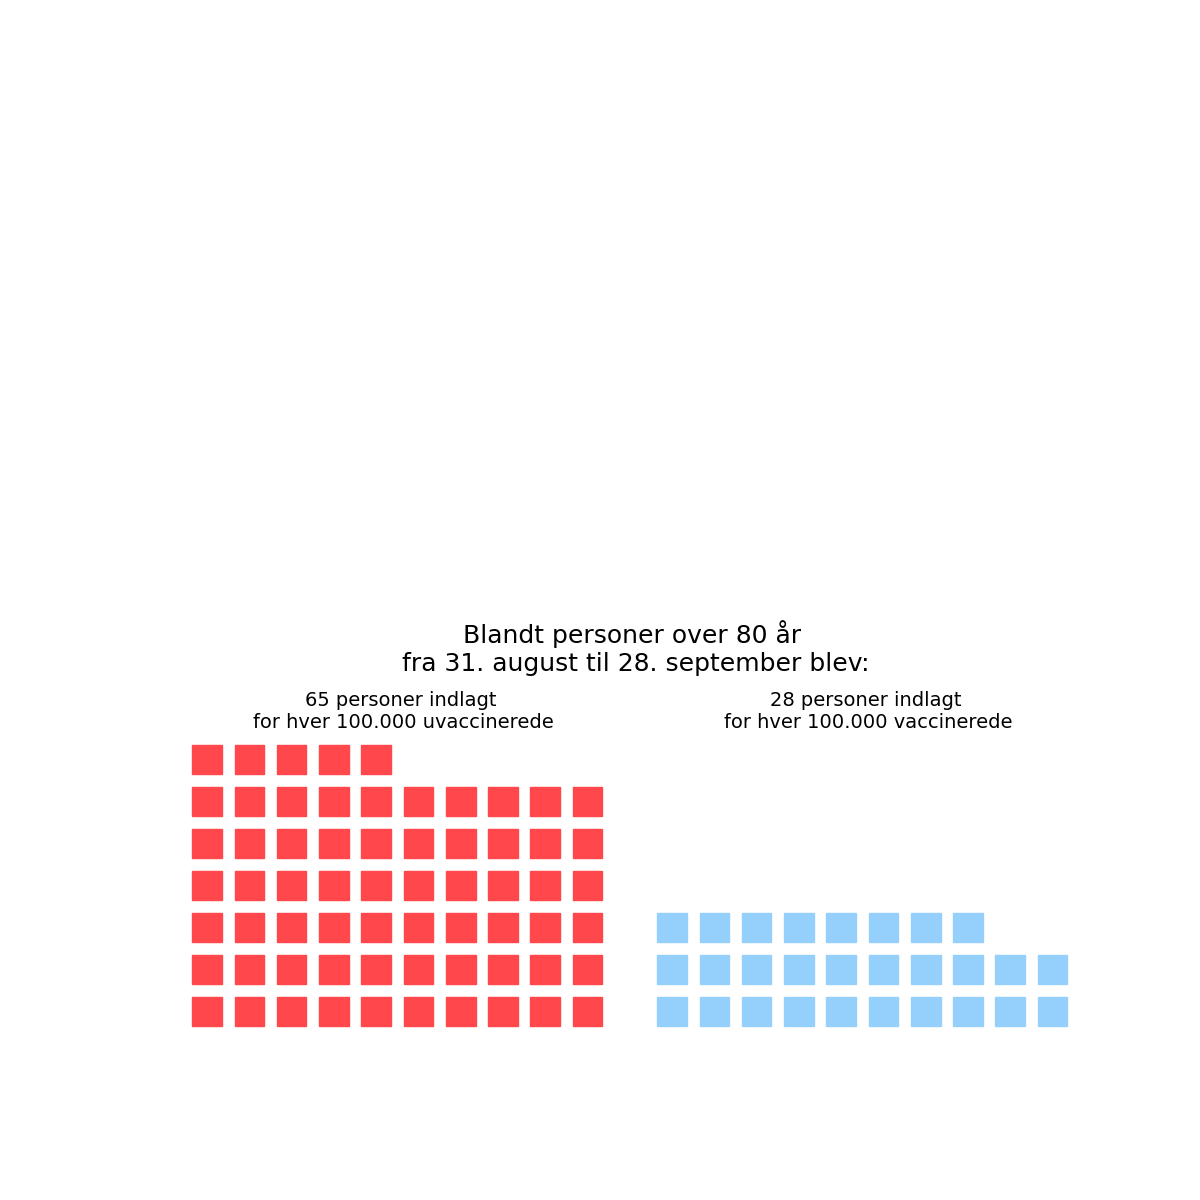 Blandt personer over 80 år
fra 31. august til 28. september blev:
65 personer indlagt
for hver 100.000 uvaccinerede
28 personer indlagt
for hver 100.000 vaccinerede